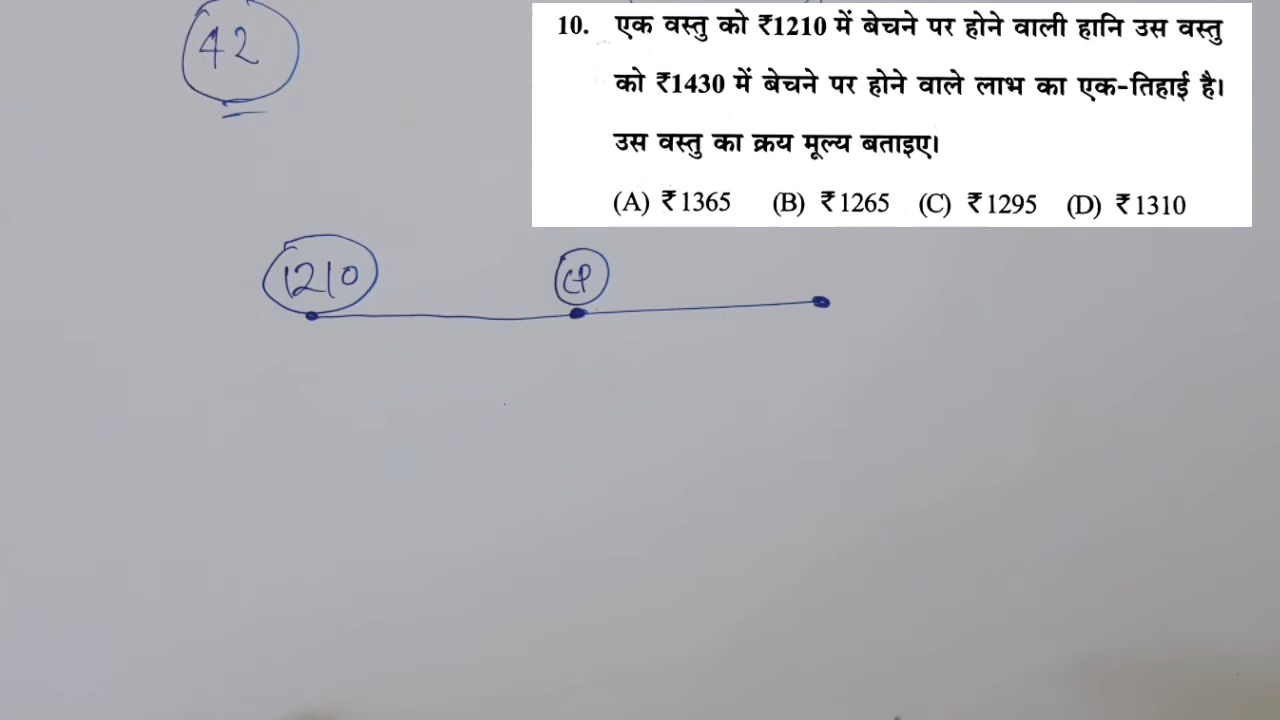 42
10. एक वस्तु को ₹1210 में बेचने पर होने वाली हानि उस वस्तु
को ₹1430 में बेचने पर होने वाले लाभ का एक-तिहाई है।
उस वस्तु का क्रय मूल्य बताइए।
(A) ₹1365 (B) ₹1265 (C) ₹1295 (D) ₹1310
1210 CP